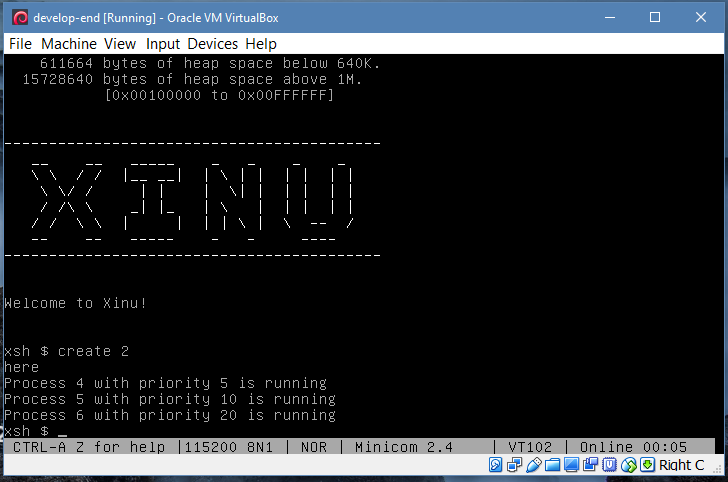 develop-end [Running] - Oracle VM VirtualBox
File Machine View Input Devices Help
611664 bytes of heap space below 640K.
15728640 bytes of heap space above 1M.
[0x00100000 to 0x00FFFFFF]
XINU
Welcome to Xinu!
xsh $ create 2
here
Process 4 with priority 5 is running
Process 5 with priority 10 is running
Process 6 with priority 20 is running
xsh $ _
CTRL-A Z for help |115200 8N1 | NOR | Minicom 2.4 | VT102 | Online 00:05
Right C